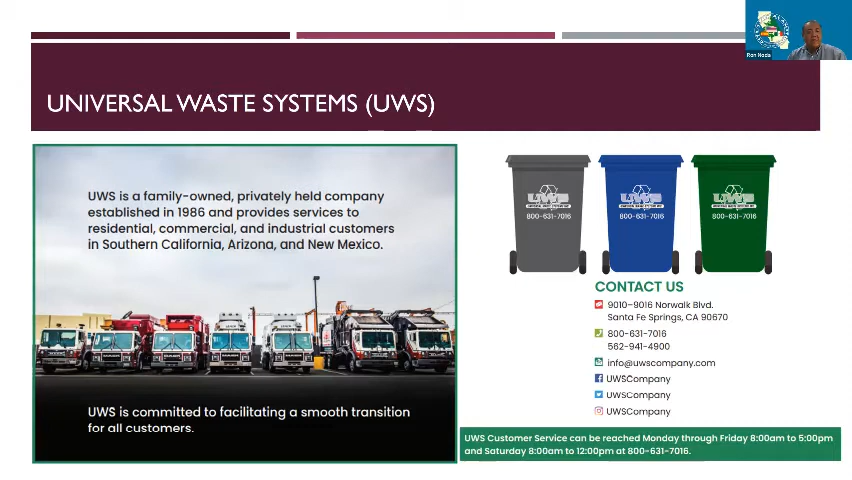 UNIVERSAL WASTE SYSTEMS (UWS)
Ron Noda
UWS is a family-owned, privately held company
established in 1986 and provides services to
residential, commercial, and industrial customers
in Southern California, Arizona, and New Mexico.
UWS is committed to facilitating a smooth transition
for all customers.
UWS
800-631-7016
UWS
800-631-7016
UWS
800-631-7016
CONTACT US
9010-9016 Norwalk Blvd.
Santa Fe Springs, CA 90670
800-631-7016
562-941-4900
info@uwscompany.com
UWSCompany
UWSCompany
UWSCompany
UWS Customer Service can be reached Monday through Friday 8:00am to 5:00pm
and Saturday 8:00am to 12:00pm at 800-631-7016.